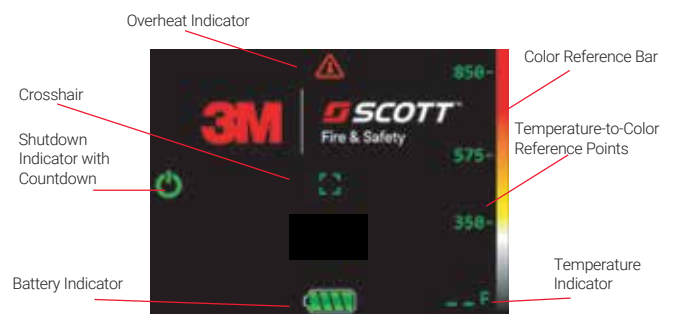 Overheat Indicator
Color Reference Bar
850-
Crosshair
3M
SCOTT™
Fire & Safety
Temperature-to-Color
Reference Points
Shutdown
Indicator with
Countdown
575-
350-
Temperature
Indicator
Battery Indicator
_ _ F